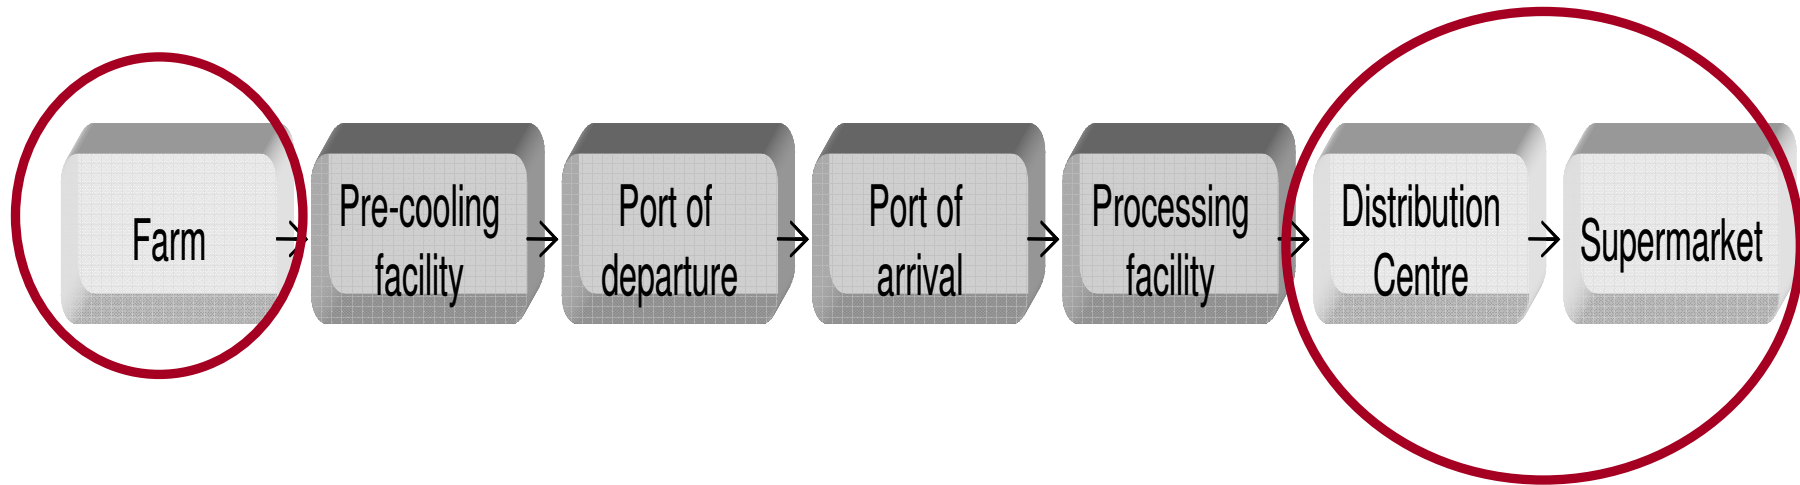 Farm
Pre-cooling
facility
Port of
departure
Port of
arrival
Processing
facility
Distribution
Centre
Supermarket